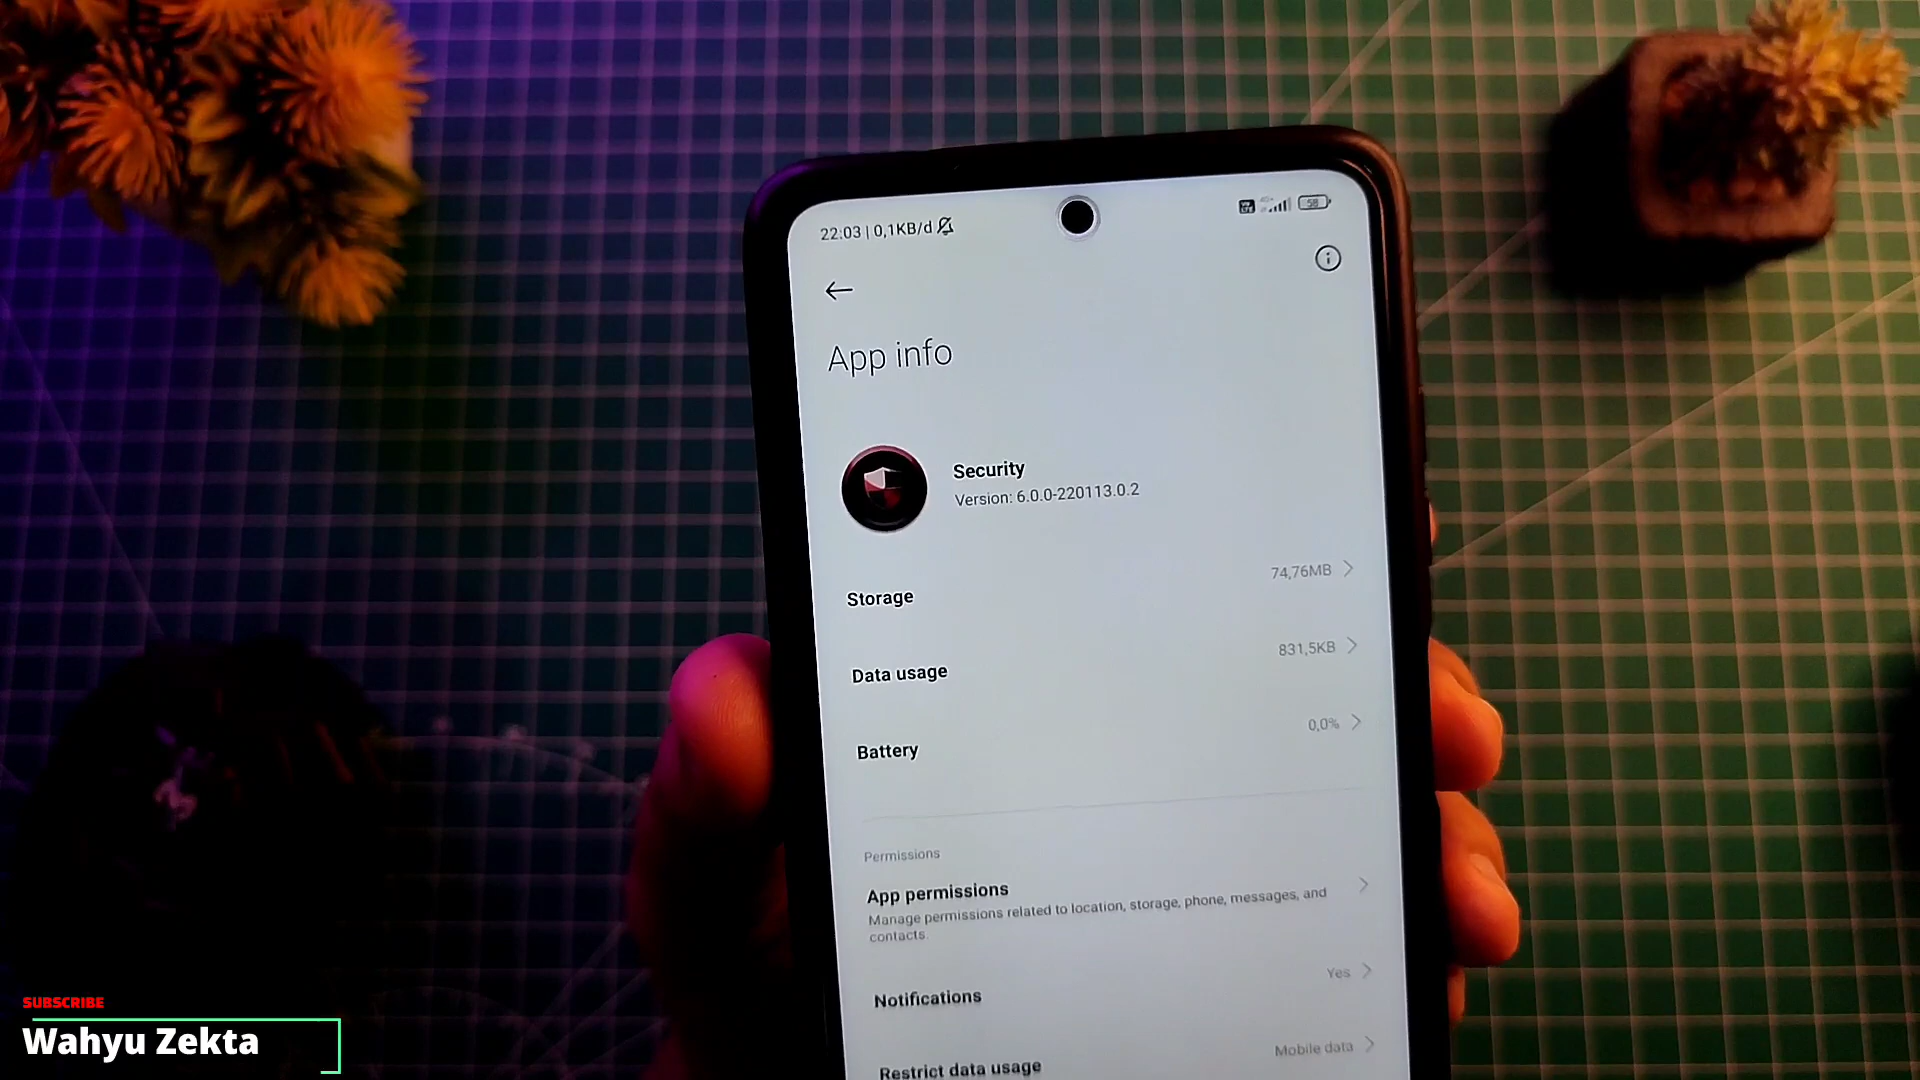 22:03 | 0,1KB/d
58
App info
Security
Version: 6.0.0-220113.0.2
Storage
74,76MB
Data usage
831,5KB
Battery
0,0%
Permissions
App permissions
Manage permissions related to location, storage, phone, messages, and
contacts.
Notifications
Yes
Restrict data usage
Mobile data
SUBSCRIBE
Wahyu Zekta